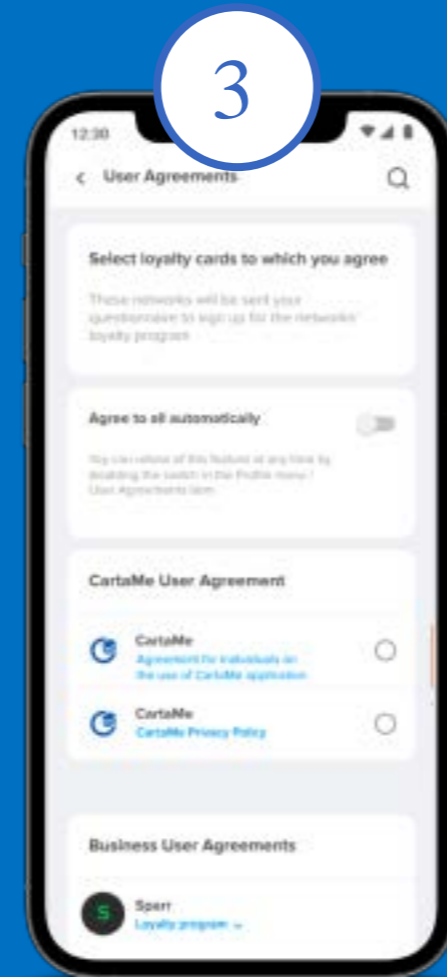 3
12:30
User Agreements
Select loyalty cards to which you agree
These networks will be sent your
questionnaire to sign up for the networks'
loyalty program
Agree to all automatically
You can refuse of this feature at any time by
disabling the switch in the Profile menu /
User Agreements item
CartaMe User Agreement
CartaMe
Agreement for individuals on
the use of CartaMe application
CartaMe
CartaMe Privacy Policy
Business User Agreements
S
Sparr
Loyalty program